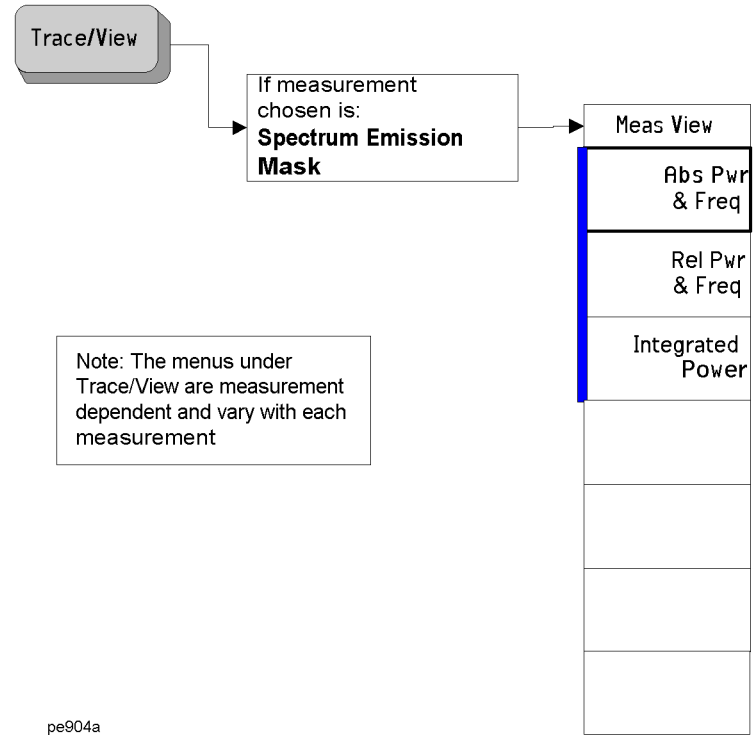 Trace/View
If measurement
chosen is:
Spectrum Emission
Mask
Meas View
Abs Pwr
& Freq
Rel Pwr
& Freq
Integrated
Power
Note: The menus under
Trace/View are measurement
dependent and vary with each
measurement
pe904a